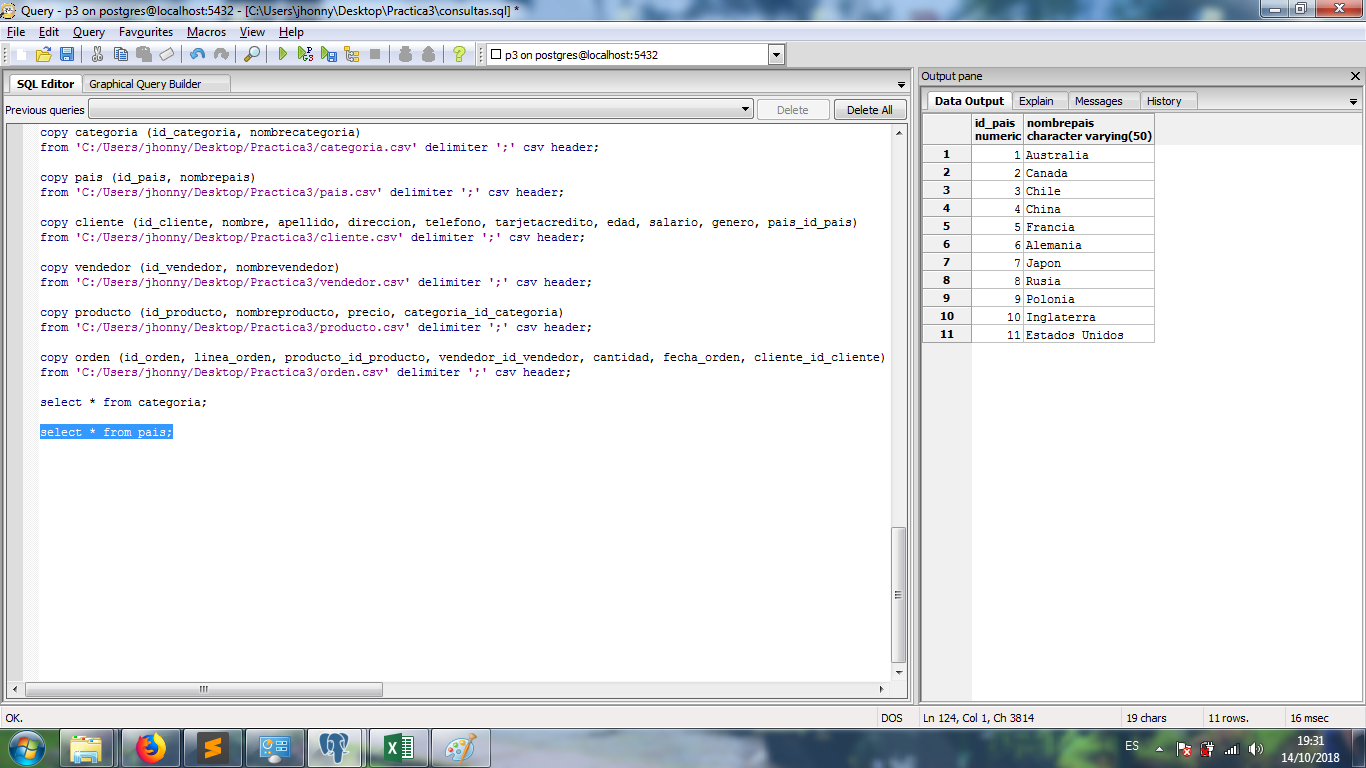 Query - p3 on postgres@localhost:5432 - [C:\Users\jhonny\Desktop\Practica3\consultas.sql] *
File Edit Query Favourites Macros View Help
p3 on postgres@localhost:5432
SQL Editor Graphical Query Builder
Previous queries Delete Delete All
copy categoria (id_categoria, nombrecategoria)
from 'C:/Users/jhonny/Desktop/Practica3/categoria.csv' delimiter ';' csv header;
copy pais (id_pais, nombrepais)
from 'C:/Users/jhonny/Desktop/Practica3/pais.csv' delimiter ';' csv header;
copy cliente (id_cliente, nombre, apellido, direccion, telefono, tarjetacredito, edad, salario, genero, pais_id_pais)
from 'C:/Users/jhonny/Desktop/Practica3/cliente.csv' delimiter ';' csv header;
copy vendedor (id_vendedor, nombrevendedor)
from 'C:/Users/jhonny/Desktop/Practica3/vendedor.csv' delimiter ';' csv header;
copy producto (id_producto, nombreproducto, precio, categoria_id_categoria)
from 'C:/Users/jhonny/Desktop/Practica3/producto.csv' delimiter ';' csv header;
copy orden (id_orden, linea_orden, producto_id_producto, vendedor_id_vendedor, cantidad, fecha_orden, cliente_id_cliente)
from 'C:/Users/jhonny/Desktop/Practica3/orden.csv' delimiter ';' csv header;
select * from categoria;
select * from pais;
Output pane
Data Output Explain Messages History
id_pais nombrepais
numeric character varying(50)
1 1 Australia
2 2 Canada
3 3 Chile
4 4 China
5 5 Francia
6 6 Alemania
7 7 Japon
8 8 Rusia
9 9 Polonia
10 10 Inglaterra
11 11 Estados Unidos
OK. DOS Ln 124, Col 1, Ch 3814 19 chars 11 rows. 16 msec
ES 19:31
14/10/2018